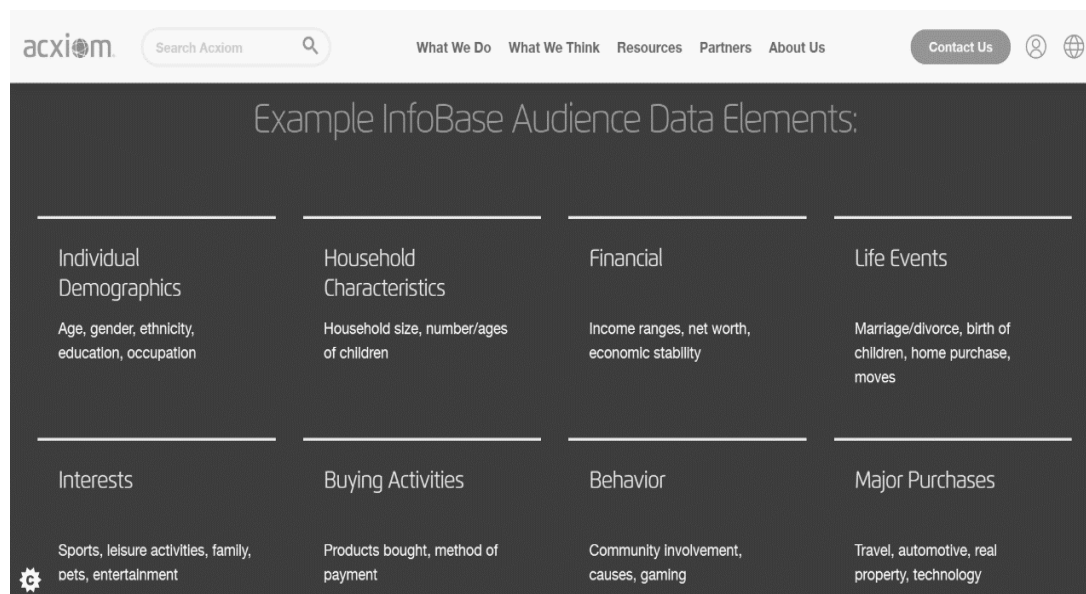 acxiom.
Search Acxiom
What We Do What We Think Resources Partners About Us
Contact Us
Example InfoBase Audience Data Elements:
Individual
Demographics
Age, gender, ethnicity,
education, occupation
Household
Characteristics
Household size, number/ages
of children
Financial
Income ranges, net worth,
economic stability
Life Events
Marriage/divorce, birth of
children, home purchase,
moves
Interests
Sports, leisure activities, family,
pets, entertainment
Buying Activities
Products bought, method of
payment
Behavior
Community involvement,
causes, gaming
Major Purchases
Travel, automotive, real
property, technology
C